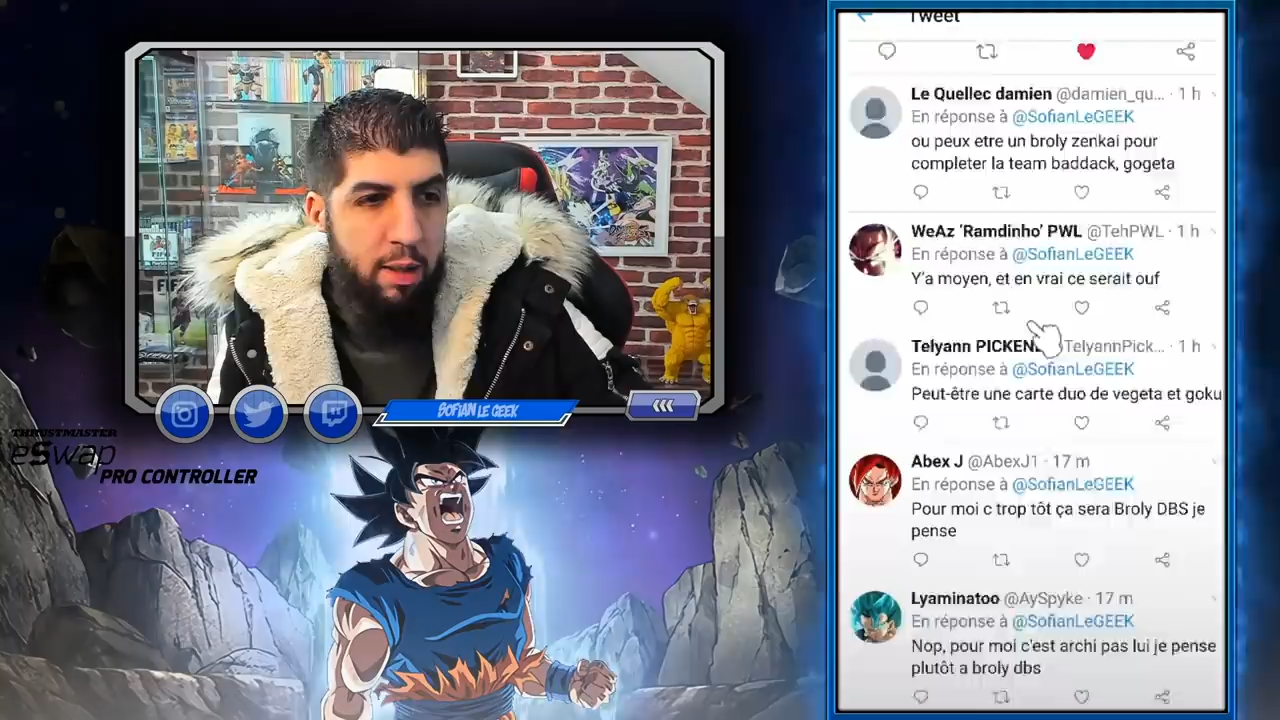 Tweet
Le Quellec damien @damien_qu... · 1 h
En réponse à @SofianLeGEEK
ou peux etre un broly zenkai pour
completer la team baddack, gogeta
WeAz ‘Ramdinho’ PWL @TehPWL · 1 h
En réponse à @SofianLeGEEK
Y'a moyen, et en vrai ce serait ouf
Telyann PICKEN TelyannPick... · 1 h
En réponse à @SofianLeGEEK
Peut-être une carte duo de vegeta et goku
Abex J @AbexJ1 · 17 m
En réponse à @SofianLeGEEK
Pour moi c trop tôt ça sera Broly DBS je
pense
Lyaminatoo @AySpyke · 17 m
En réponse à @SofianLeGEEK
Nop, pour moi c'est archi pas lui je pense
plutôt a broly dbs
SOFIAN LE GEEK
THRUSTMASTER
eSwap
PRO CONTROLLER
FIF